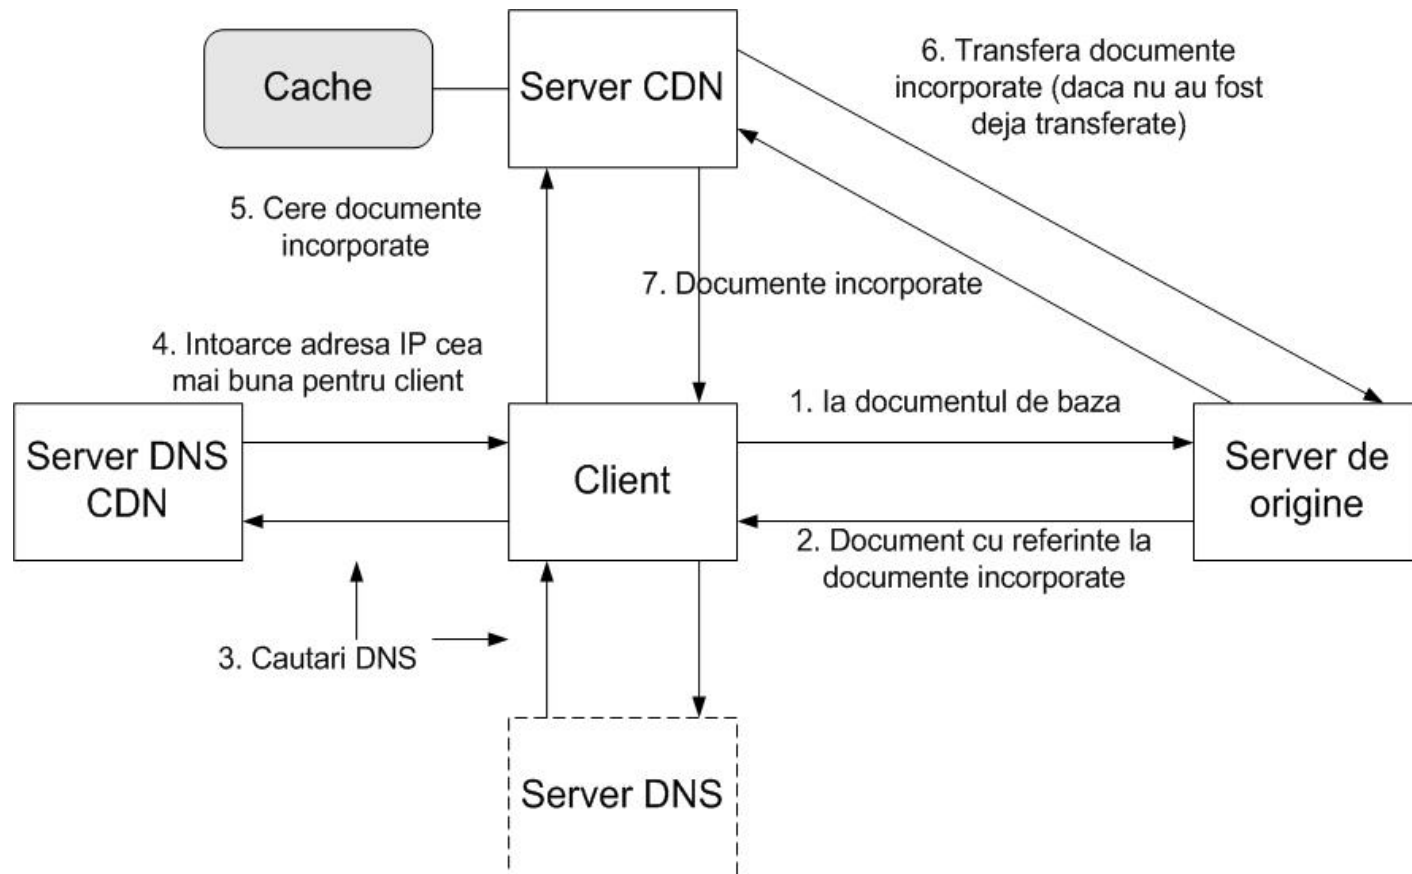 Cache
Server CDN
6. Transfera documente
incorporate (daca nu au fost
deja transferate)
5. Cere documente
incorporate
7. Documente incorporate
4. Intoarce adresa IP cea
mai buna pentru client
1. Ia documentul de baza
Server DNS
CDN
Client
Server de
origine
2. Document cu referinte la
documente incorporate
3. Cautari DNS
Server DNS